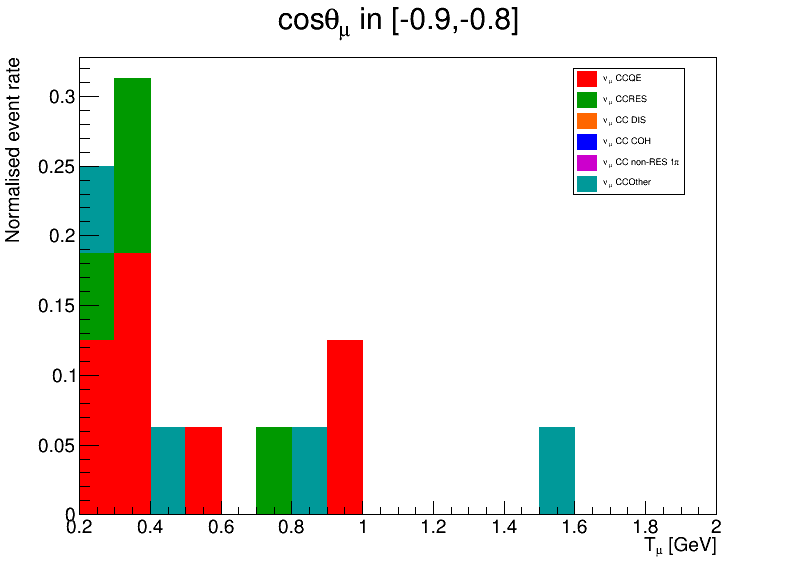 cosθμ in [-0.9,-0.8]
Normalised event rate
0.3
0.25
0.2
0.15
0.1
0.05
0
νμ CCQE
νμ CCRES
νμ CC DIS
νμ CC COH
νμ CC non-RES 1π
νμ CCOther
0.2 0.4 0.6 0.8 1 1.2 1.4 1.6 1.8 2
Tμ [GeV]